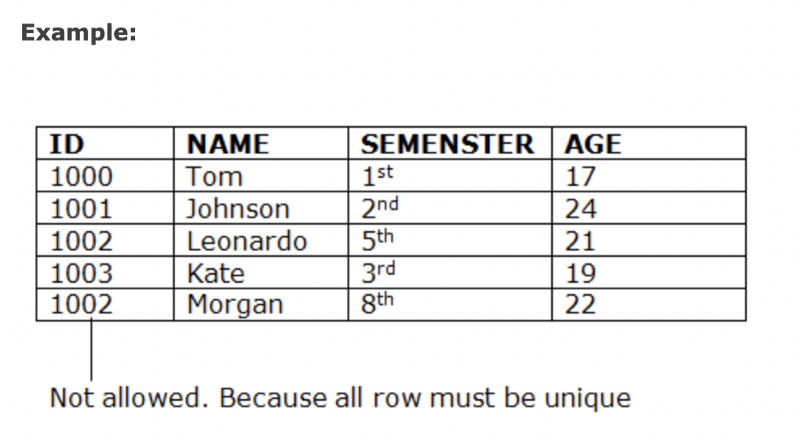 Example:
ID NAME SEMENSTER AGE
1000 Tom 1st 17
1001 Johnson 2nd 24
1002 Leonardo 5th 21
1003 Kate 3rd 19
1002 Morgan 8th 22
Not allowed. Because all row must be unique